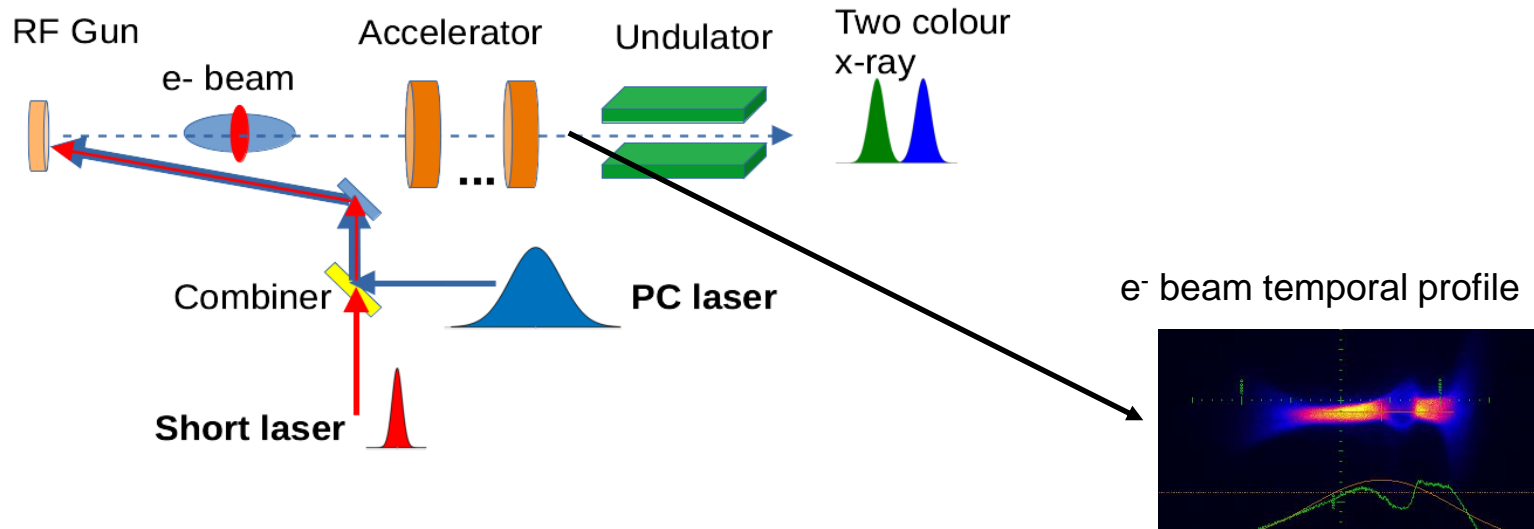 RF Gun
e- beam
Accelerator
...
Undulator
Two colour
x-ray
Combiner
PC laser
Short laser
e- beam temporal profile